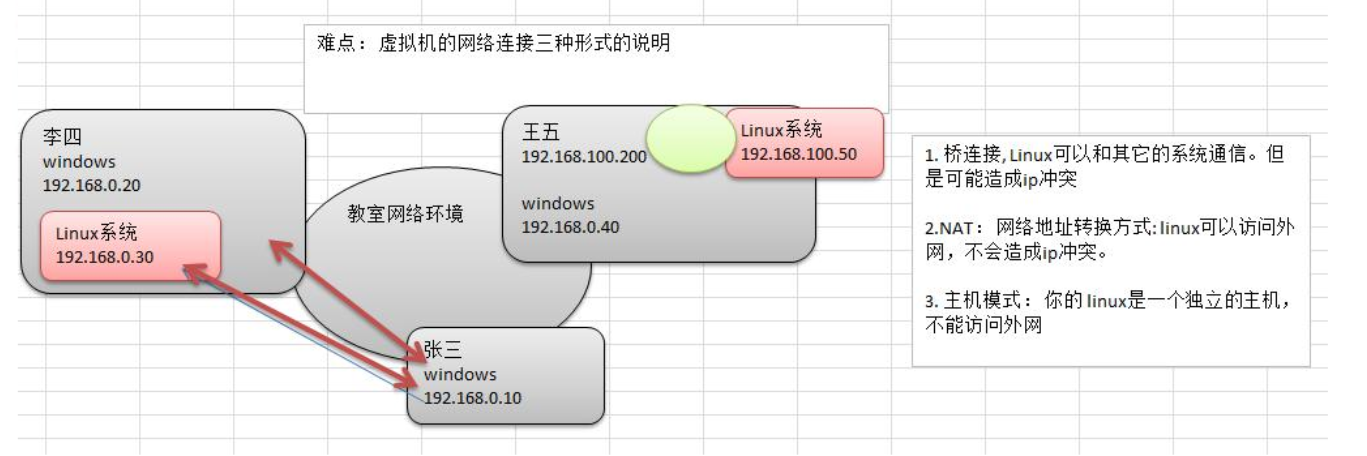 难点：虚拟机的网络连接三种形式的说明
李四
windows
192.168.0.20
Linux系统
192.168.0.30
教室网络环境
王五
192.168.100.200
windows
192.168.0.40
Linux系统
192.168.100.50
张三
windows
192.168.0.10
1. 桥连接, Linux可以和其它的系统通信。但
是可能造成ip冲突
2.NAT：网络地址转换方式: linux可以访问外
网，不会造成ip冲突。
3. 主机模式：你的 linux是一个独立的主机，
不能访问外网